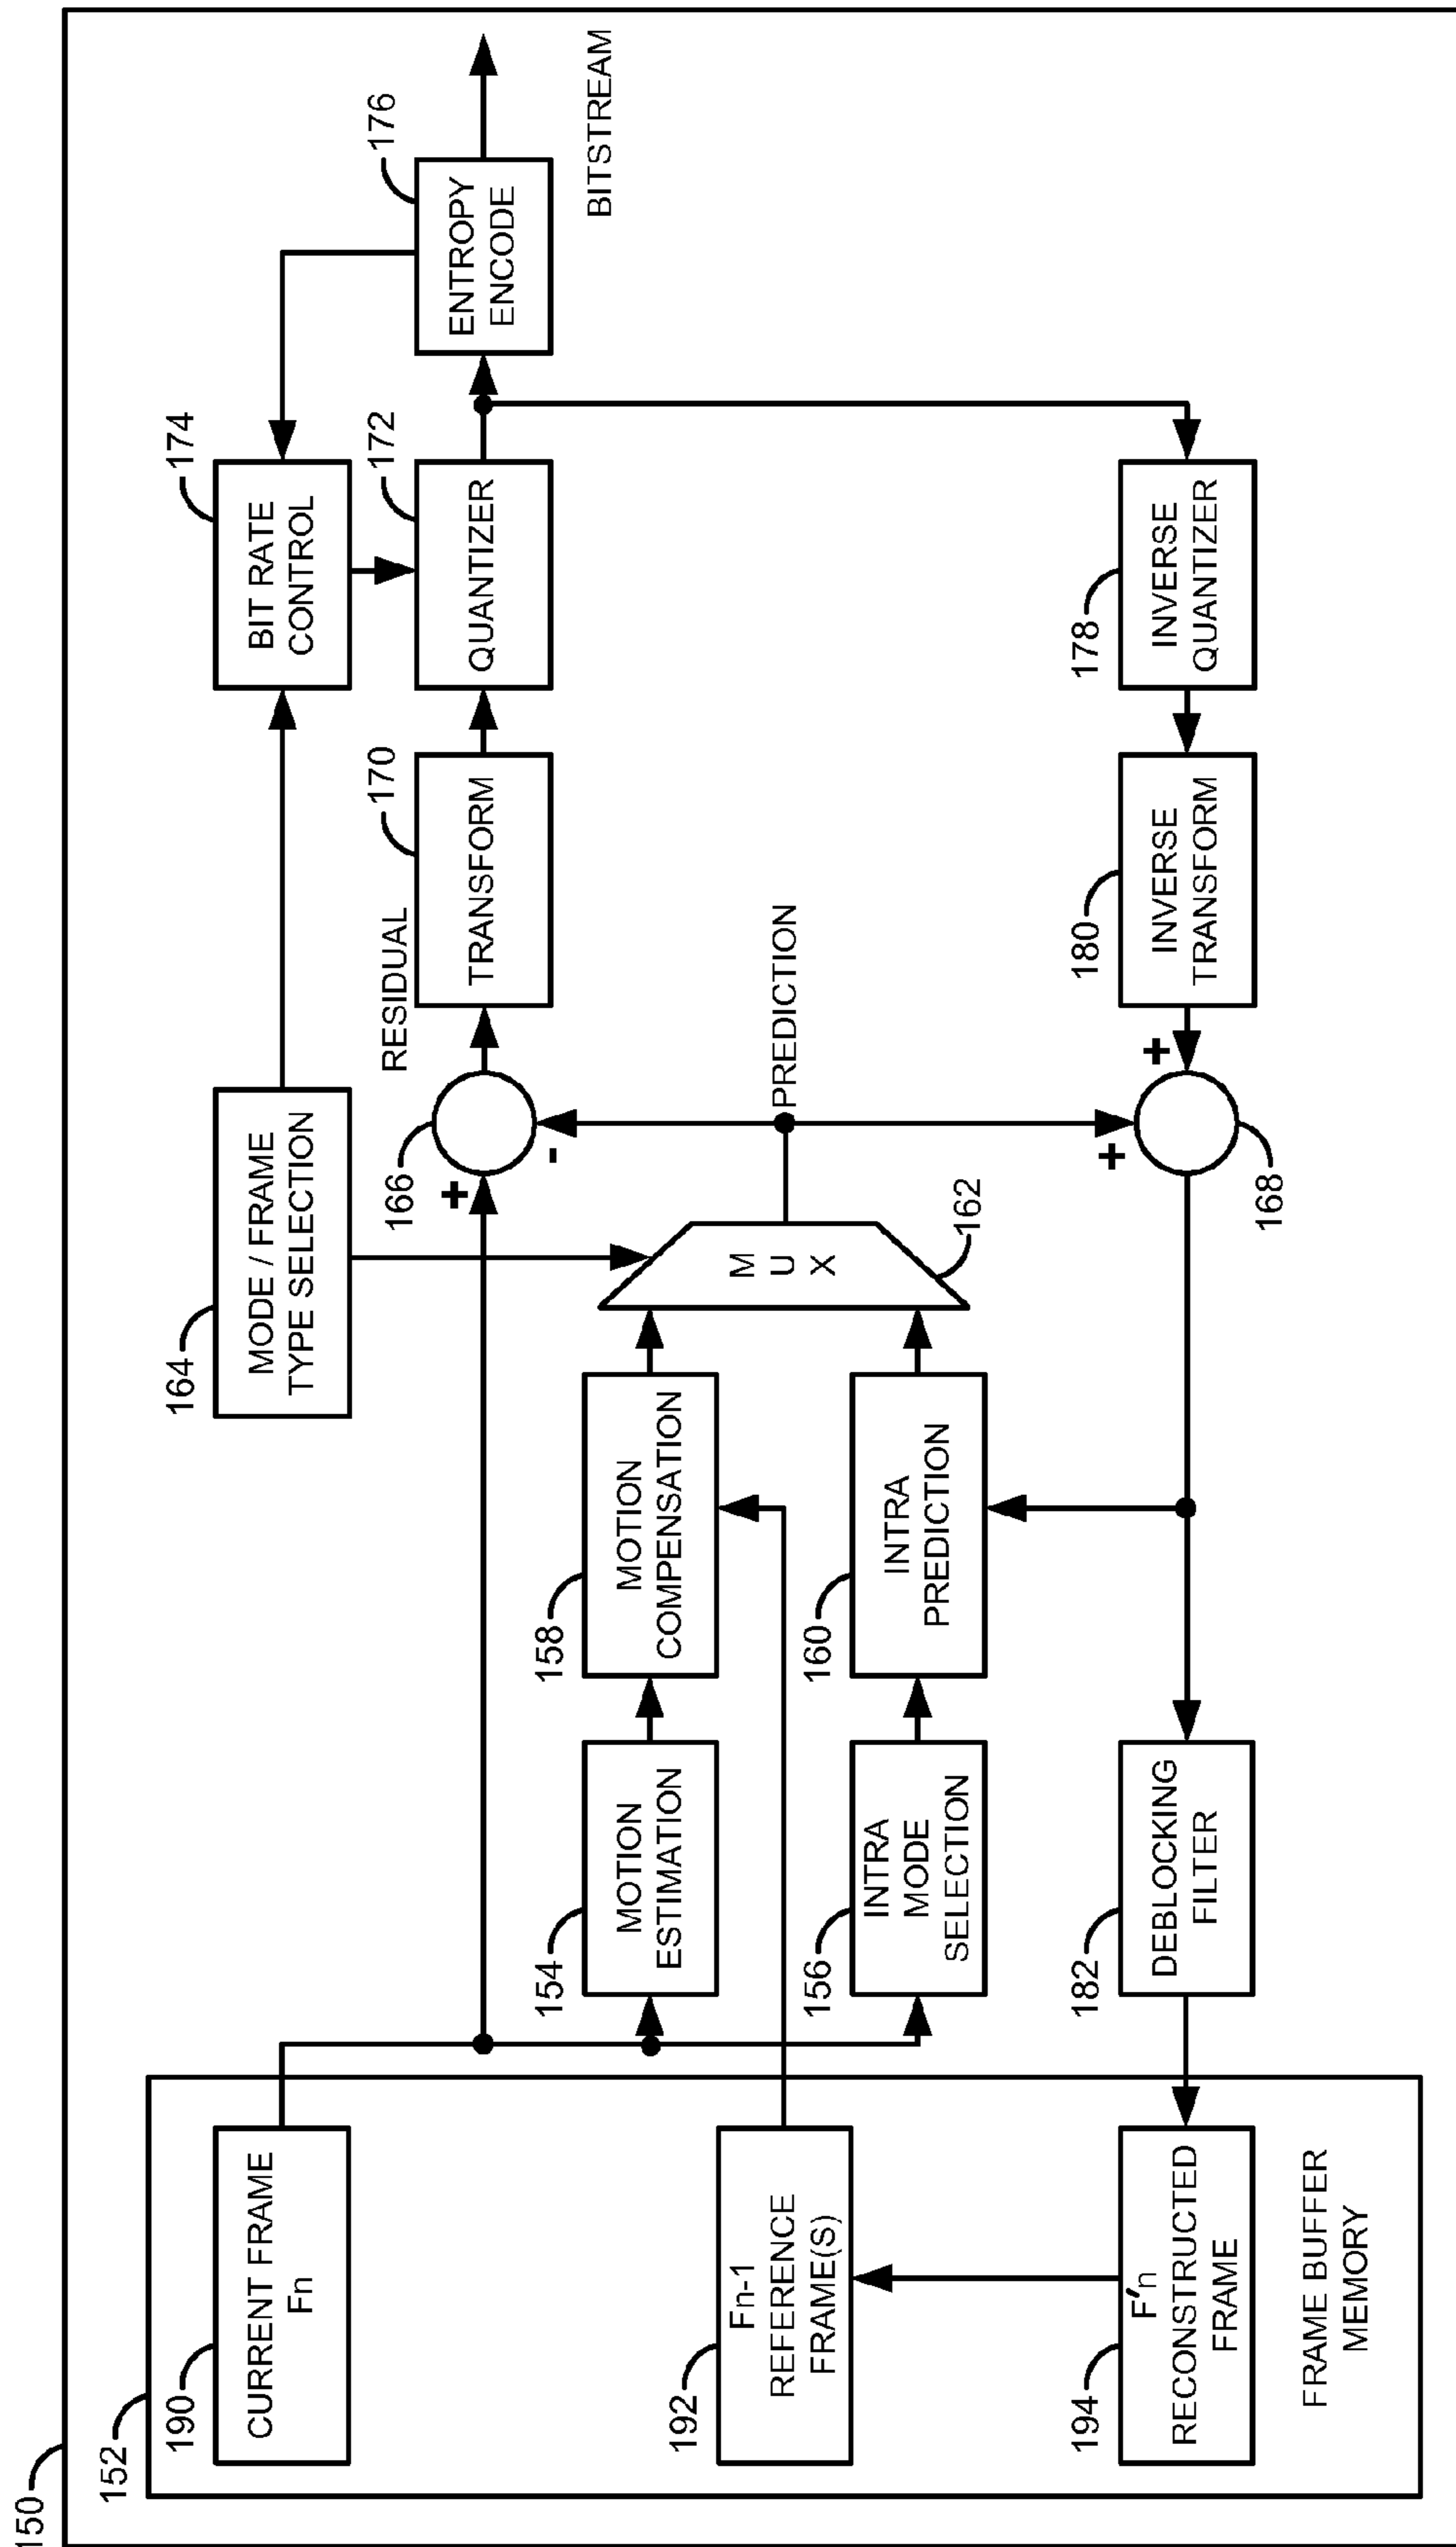 150
152
190
CURRENT FRAME
Fn
192
Fn-1
REFERENCE
FRAME(S)
194
F'n
RECONSTRUCTED
FRAME
FRAME BUFFER
MEMORY
154
MOTION
ESTIMATION
156
INTRA
MODE
SELECTION
182
DEBLOCKING
FILTER
158
MOTION
COMPENSATION
160
INTRA
PREDICTION
164
MODE / FRAME
TYPE SELECTION
M
U
X
162
166
+
-
RESIDUAL
PREDICTION
+
+
168
170
TRANSFORM
180
INVERSE
TRANSFORM
174
BIT RATE
CONTROL
172
QUANTIZER
178
INVERSE
QUANTIZER
176
ENTROPY
ENCODE
BITSTREAM